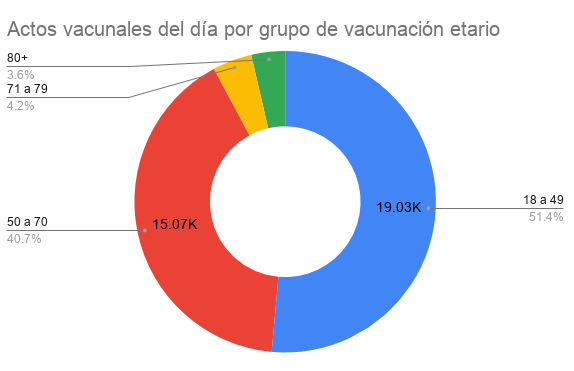 Actos vacunales del día por grupo de vacunación etario
80+
3.6%
71 a 79
4.2%
50 a 70
40.7%
15.07K
19.03K
18 a 49
51.4%